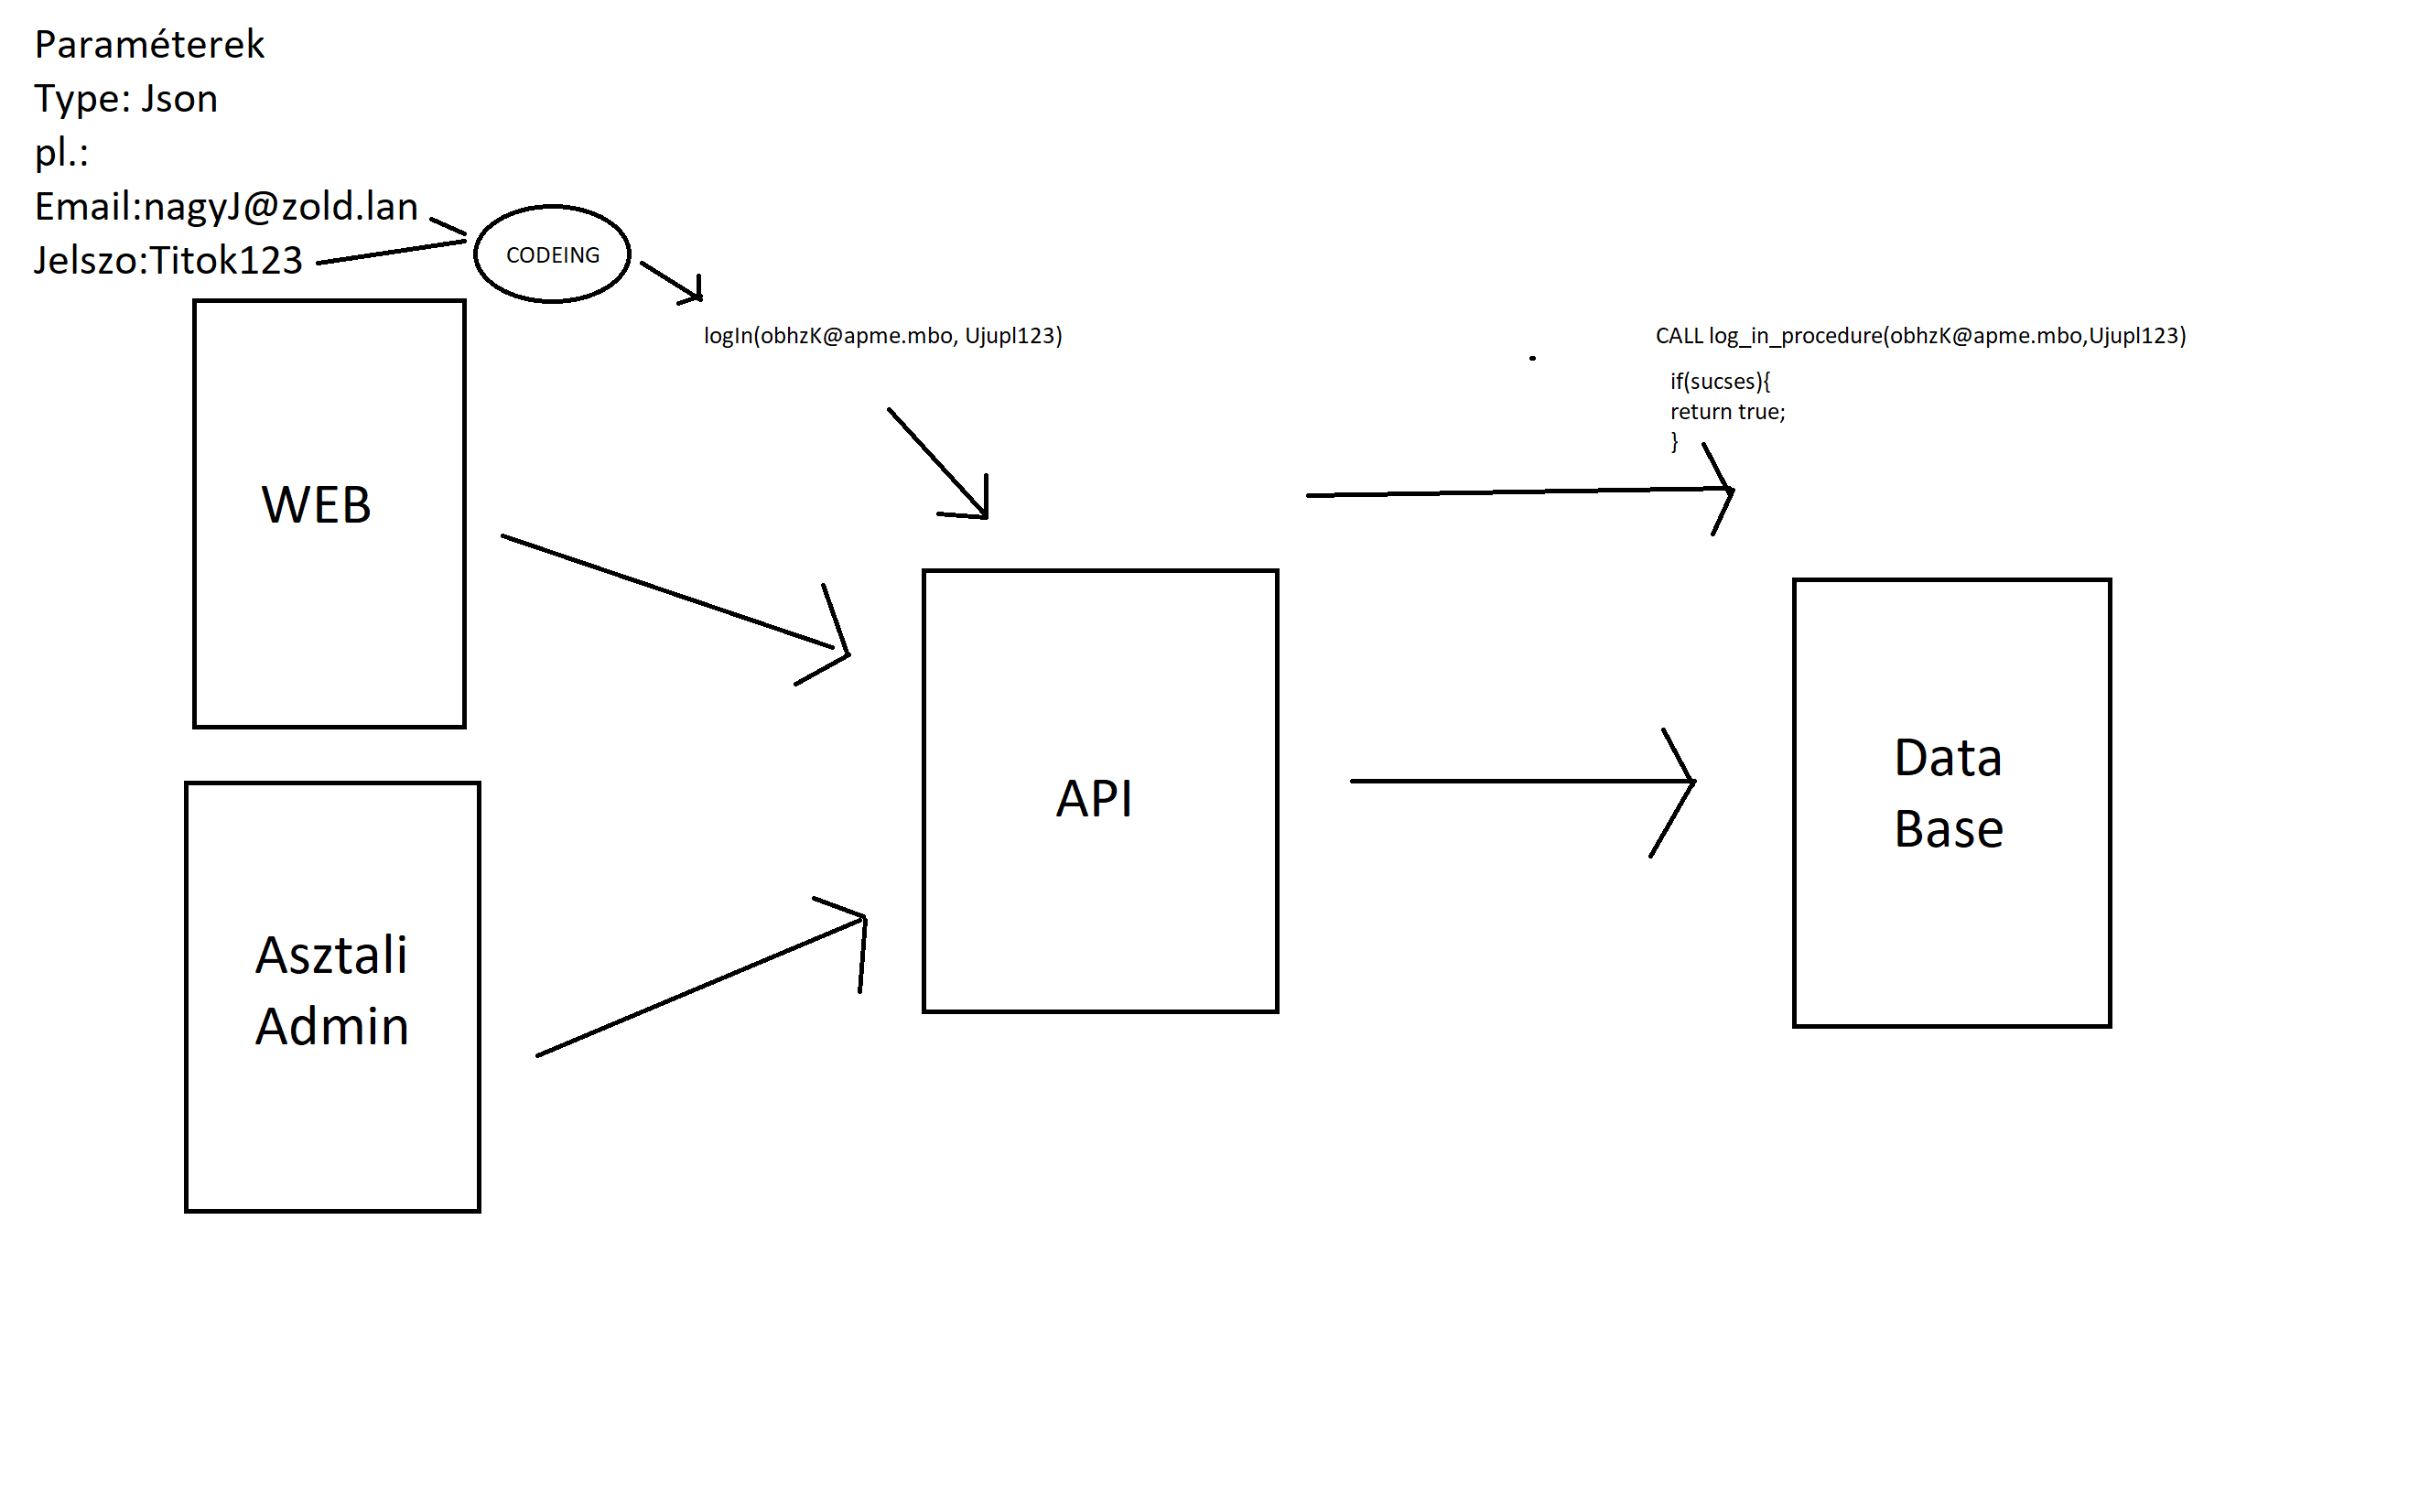 Paraméterek
Type: Json
pl.:
Email:nagyJ@zold.lan
Jelszo:Titok123
CODEING
logIn(obhzK@apme.mbo, Ujupl123)
CALL log_in_procedure(obhzK@apme.mbo,Ujupl123)
if(sucses){
return true;
}
WEB
API
Data
Base
Asztali
Admin